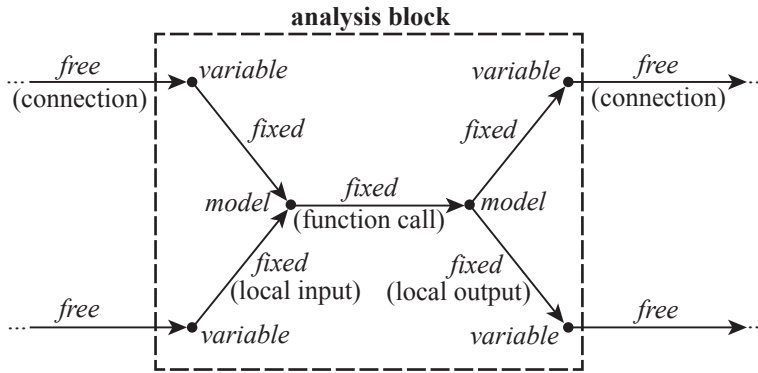 analysis block
free
(connection)
variable
variable
free
(connection)
fixed
fixed
model
fixed
(function call)
model
fixed
(local input)
fixed
(local output)
free
variable
variable
free